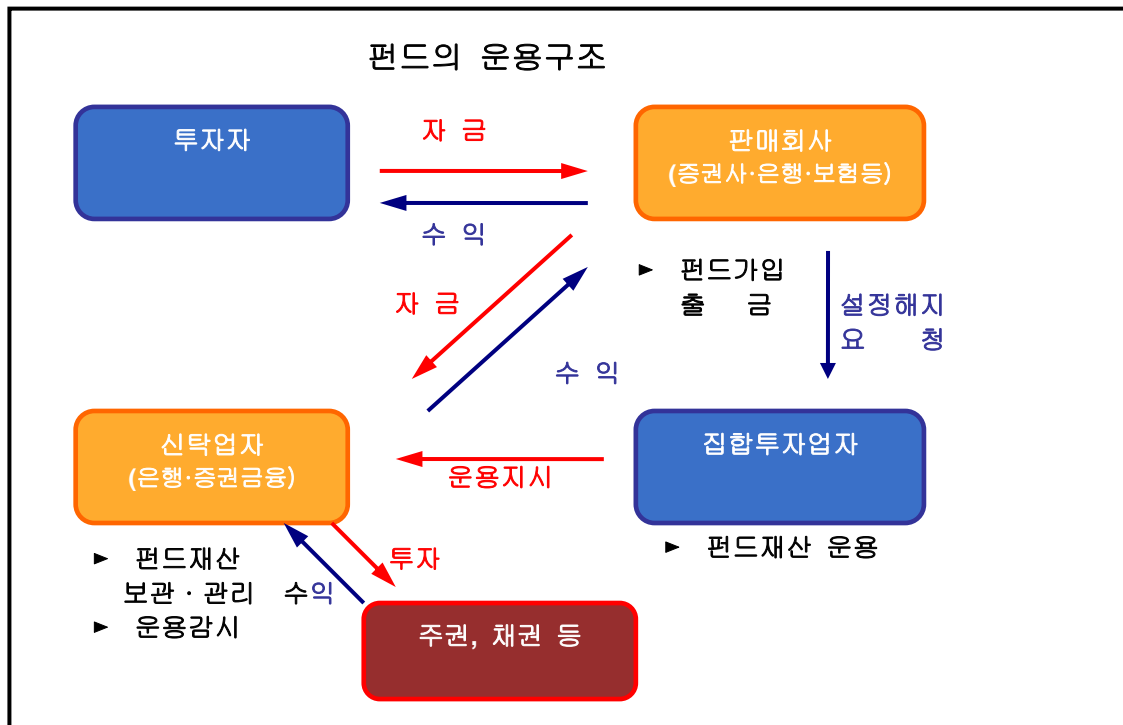 펀드의 운용구조
투자자
자 금
판매회사
(증권사·은행·보험등)
수 익
► 펀드가입
출 금
설정해지
요 청
자 금
수 익
신탁업자
(은행·증권금융)
운용지시
집합투자업자
► 펀드재산 운용
► 펀드재산
보관 · 관리
► 운용감시
수익
투자
주권, 채권 등